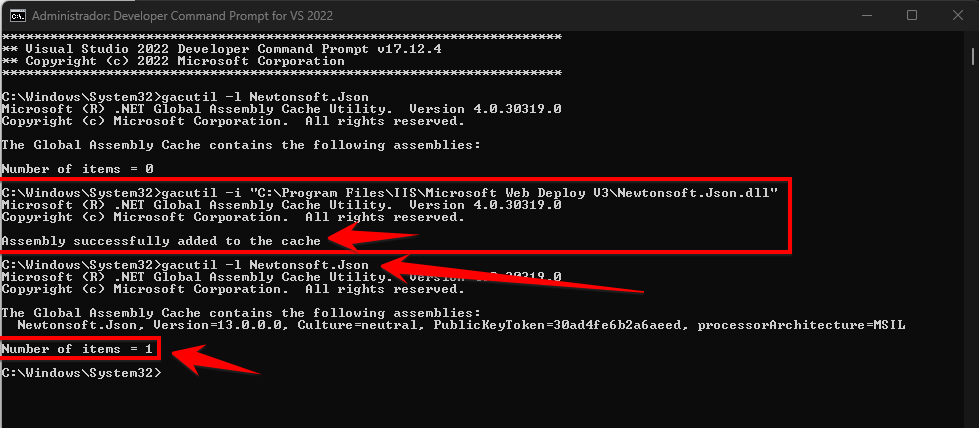 Administrador: Developer Command Prompt for VS 2022
**********************************************************************
** Visual Studio 2022 Developer Command Prompt v17.12.4
** Copyright (c) 2022 Microsoft Corporation
**********************************************************************
C:\Windows\System32>gacutil -l Newtonsoft.Json
Microsoft (R) .NET Global Assembly Cache Utility.  Version 4.0.30319.0
Copyright (c) Microsoft Corporation.  All rights reserved.
The Global Assembly Cache contains the following assemblies:
Number of items = 0
C:\Windows\System32>gacutil -i "C:\Program Files\IIS\Microsoft Web Deploy V3\Newtonsoft.Json.dll"
Microsoft (R) .NET Global Assembly Cache Utility.  Version 4.0.30319.0
Copyright (c) Microsoft Corporation.  All rights reserved.
Assembly successfully added to the cache
C:\Windows\System32>gacutil -l Newtonsoft.Json
Microsoft (R) .NET Global Assembly Cache Utility.  Version 4.0.30319.0
Copyright (c) Microsoft Corporation.  All rights reserved.
The Global Assembly Cache contains the following assemblies:
  Newtonsoft.Json, Version=13.0.0.0, Culture=neutral, PublicKeyToken=30ad4fe6b2a6aeed, processorArchitecture=MSIL
Number of items = 1
C:\Windows\System32>